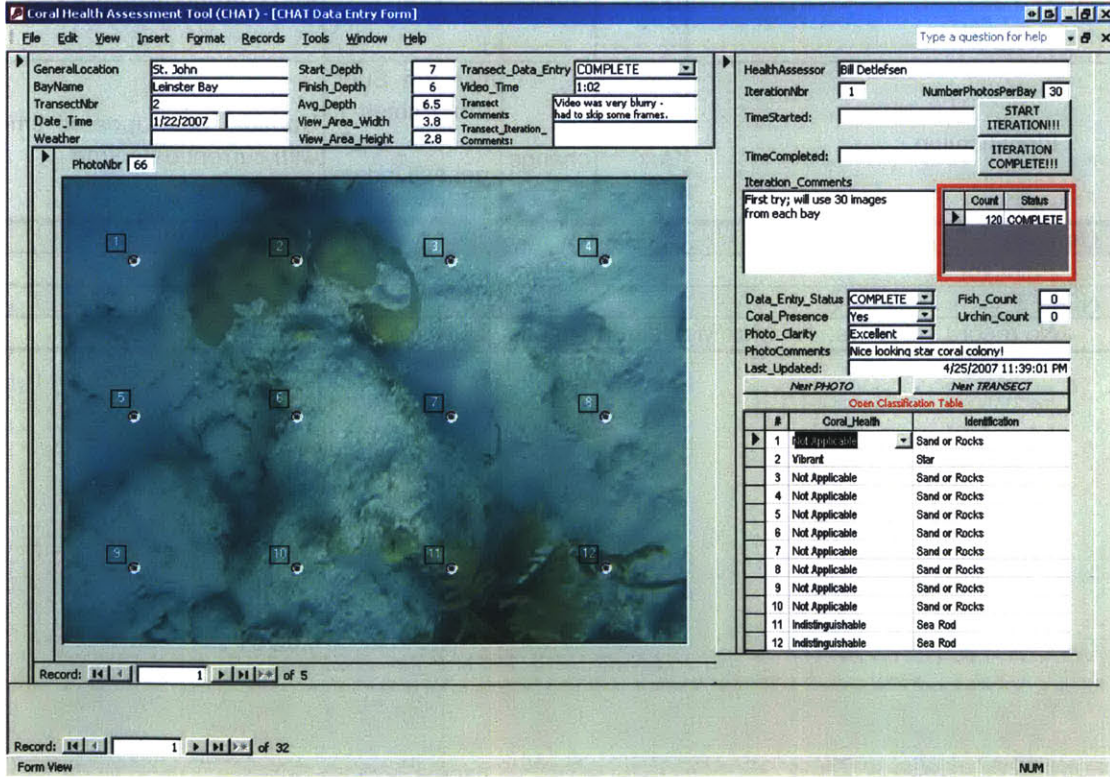 Coral Health Assessment Tool (CHAT) - [CHAT Data Entry Form]
File Edit View Insert Format Records Tools Window Help
Type a question for help
GeneralLocation St. John Start_Depth 7 Transect_Data_Entry COMPLETE
BayName Leinster Bay Finish_Depth 6 Video_Time 1:02
TransectNbr 2 Avg_Depth 6.5 Transect Comments Video was very blurry - had to skip some frames.
Date_Time 1/22/2007 View_Area_Width 3.8
Weather View_Area_Height 2.8 Transect_Iteration_Comments:
PhotoNbr 66
1 2 3 4
5 6 7 8
9 10 11 12
Record: 1 of 5
HealthAssessor Bill Detlefsen
IterationNbr 1 NumberPhotosPerBay 30
TimeStarted: START
ITERATION!!!
TimeCompleted: ITERATION
COMPLETE!!!
Iteration_Comments
First try; will use 30 images
from each bay
Count Status
120 COMPLETE
Data_Entry_Status COMPLETE Fish_Count 0
Coral_Presence Yes Urchin_Count 0
Photo_Clarity Excellent
PhotoComments Nice looking star coral colony!
Last_Updated: 4/25/2007 11:39:01 PM
Next PHOTO Next TRANSECT
Open Classification Table
# Coral_Health Identification
1 Not Applicable Sand or Rocks
2 Vibrant Star
3 Not Applicable Sand or Rocks
4 Not Applicable Sand or Rocks
5 Not Applicable Sand or Rocks
6 Not Applicable Sand or Rocks
7 Not Applicable Sand or Rocks
8 Not Applicable Sand or Rocks
9 Not Applicable Sand or Rocks
10 Not Applicable Sand or Rocks
11 Indistinguishable Sea Rod
12 Indistinguishable Sea Rod
Record: 1 of 32
Form View NUM